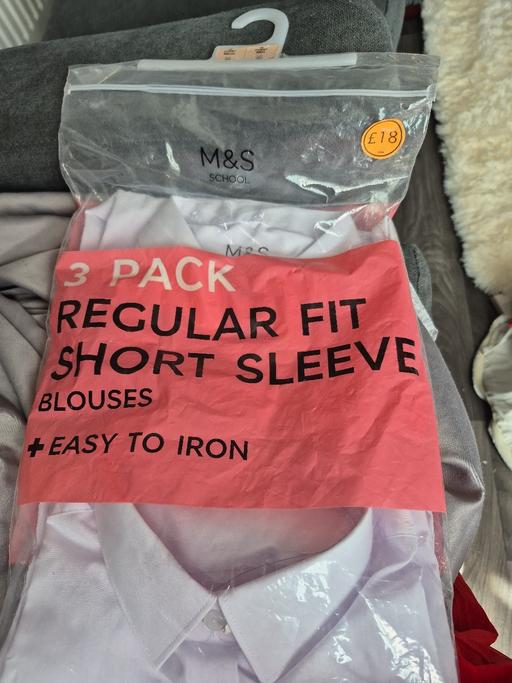 £18
M&S
SCHOOL
M&S
3 PACK
REGULAR FIT
SHORT SLEEVE
BLOUSES
+EASY TO IRON